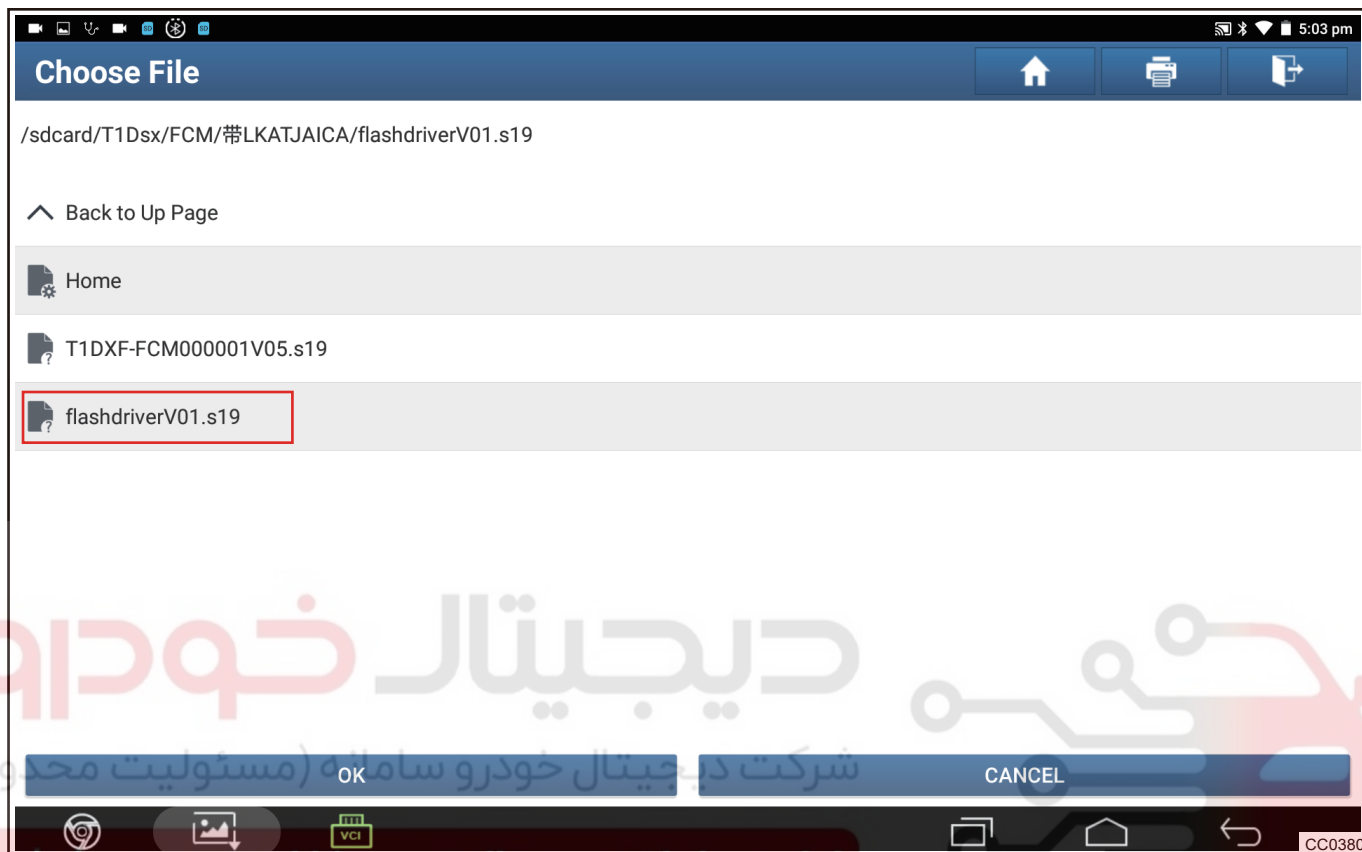 5:03 pm
Choose File
/sdcard/T1Dsx/FCM/带LKATJAICA/flashdriverV01.s19
Back to Up Page
Home
T1DXF-FCM000001V05.s19
flashdriverV01.s19
دیجیتال خودرو
شرکت دیجیتال خودرو سامانه (مسئولیت
OK
CANCEL
VCI
CC0380